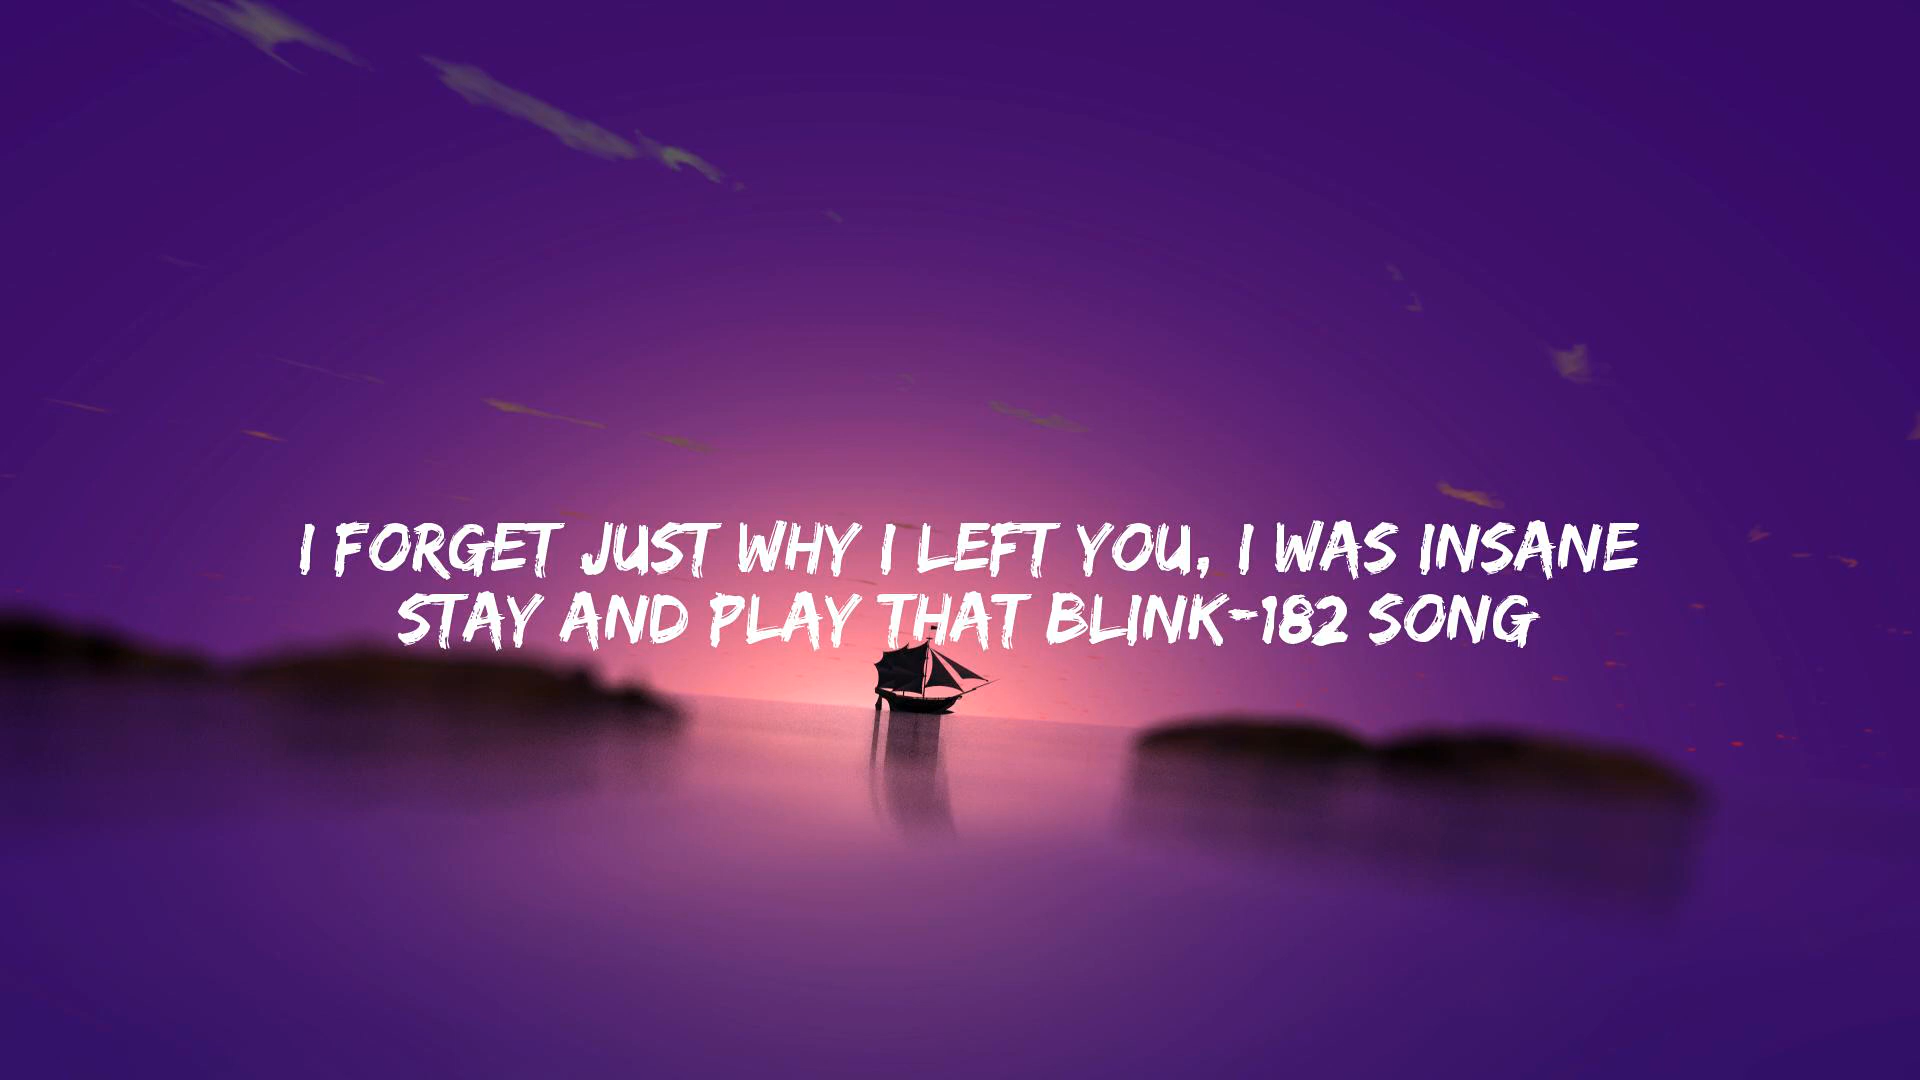 I FORGET JUST WHY I LEFT YOU, I WAS INSANE
STAY AND PLAY THAT BLINK-182 SONG